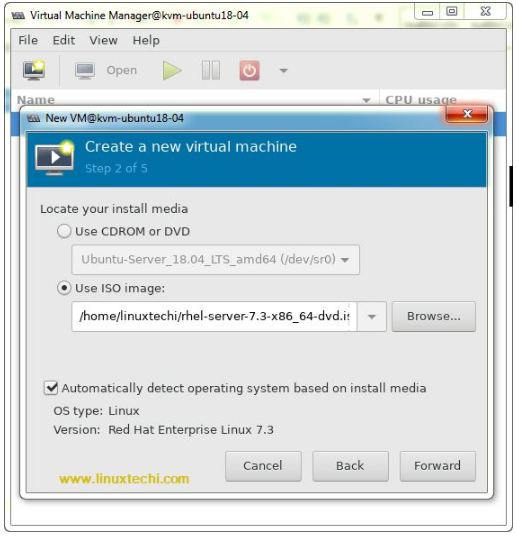 Virtual Machine Manager@kvm-ubuntu18-04
File Edit View Help
Open
Name CPU usage
New VM@kvm-ubuntu18-04
Create a new virtual machine
Step 2 of 5
Locate your install media
Use CDROM or DVD
Ubuntu-Server_18.04_LTS_amd64 (/dev/sr0)
Use ISO image:
/home/linuxtechi/rhel-server-7.3-x86_64-dvd.is Browse...
Automatically detect operating system based on install media
OS type: Linux
Version: Red Hat Enterprise Linux 7.3
Cancel Back Forward
www.linuxtechi.com